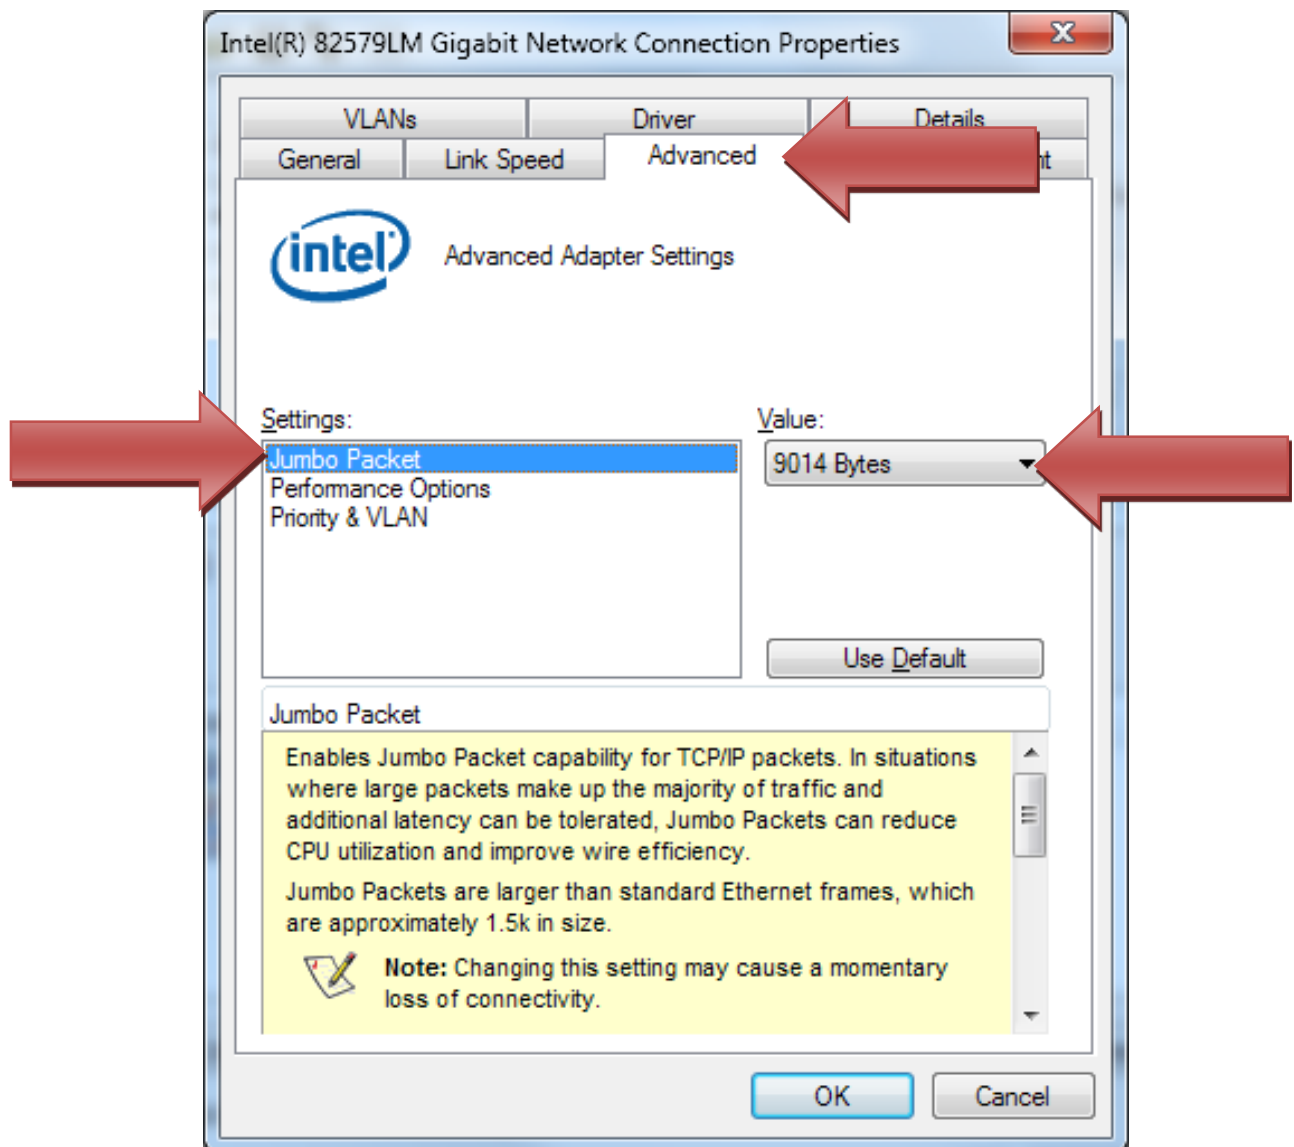 Intel(R) 82579LM Gigabit Network Connection Properties
VLANs Driver Details
General Link Speed Advanced
intel Advanced Adapter Settings
Settings: Value:
Jumbo Packet 9014 Bytes
Performance Options
Priority & VLAN
Use Default
Jumbo Packet
Enables Jumbo Packet capability for TCP/IP packets. In situations
where large packets make up the majority of traffic and
additional latency can be tolerated, Jumbo Packets can reduce
CPU utilization and improve wire efficiency.
Jumbo Packets are larger than standard Ethernet frames, which
are approximately 1.5k in size.
Note: Changing this setting may cause a momentary
loss of connectivity.
OK Cancel